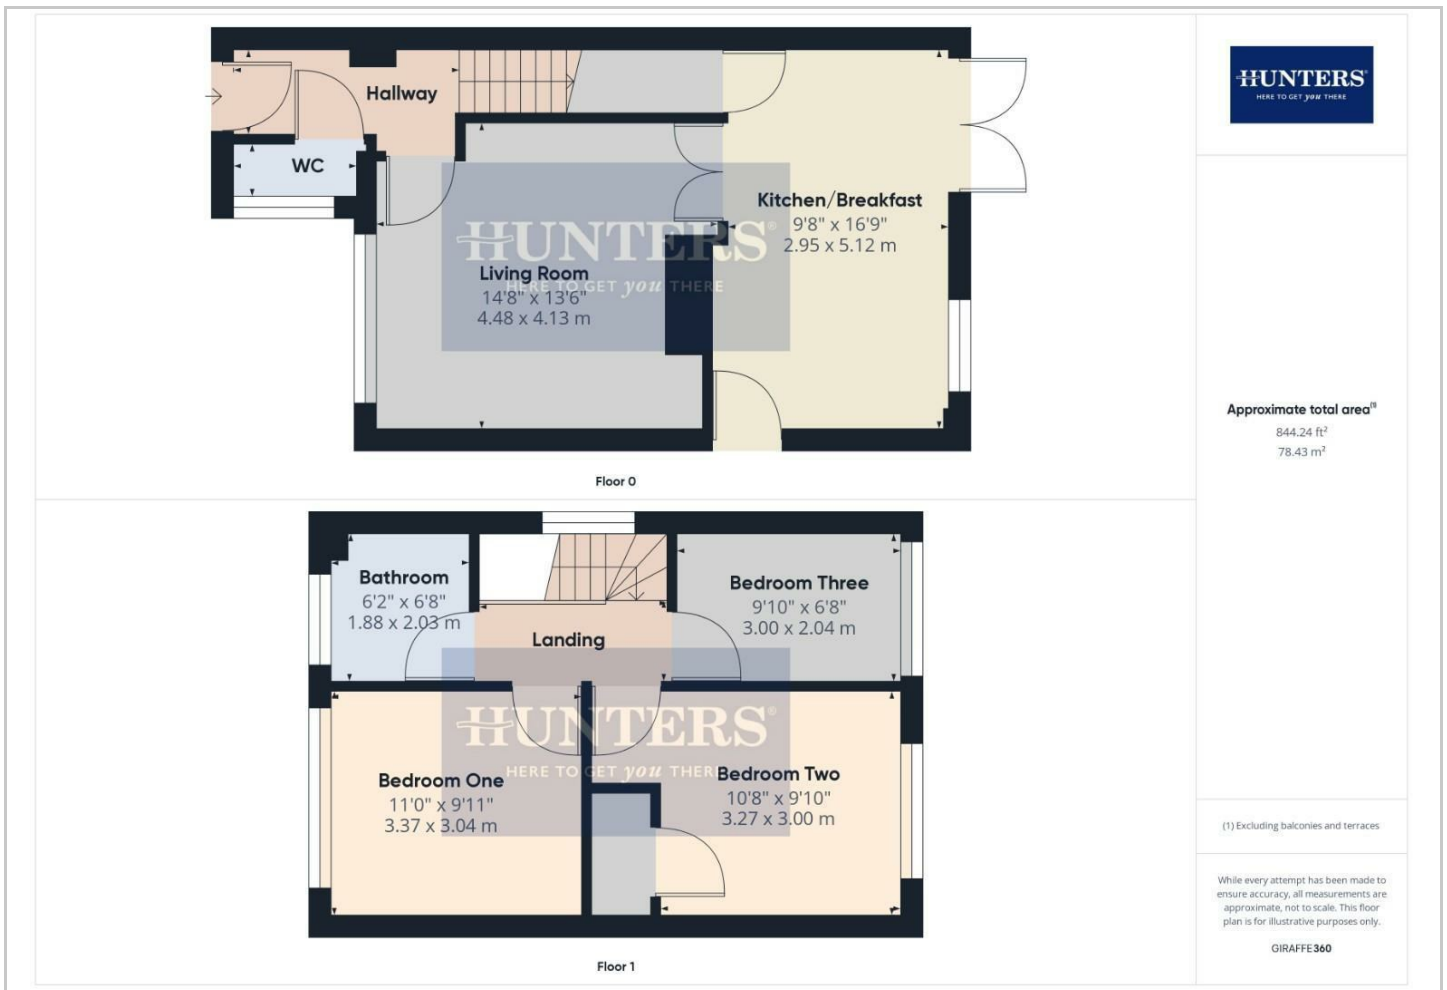 Hallway
WC
Kitchen/Breakfast
9'8" x 16'9"
2.95 x 5.12 m
HUNTERS®
HERE TO GET you THERE
Living Room
14'8" x 13'6"
4.48 x 4.13 m
Floor 0
Bathroom
6'2" x 6'8"
1.88 x 2.03 m
Landing
Bedroom Three
9'10" x 6'8"
3.00 x 2.04 m
HUNTERS®
HERE TO GET you THERE
Bedroom One
11'0" x 9'11"
3.37 x 3.04 m
Bedroom Two
10'8" x 9'10"
3.27 x 3.00 m
Floor 1
HUNTERS®
HERE TO GET you THERE
Approximate total area(1)
844.24 ft²
78.43 m²
(1) Excluding balconies and terraces
While every attempt has been made to
ensure accuracy, all measurements are
approximate, not to scale. This floor
plan is for illustrative purposes only.
GIRAFFE360